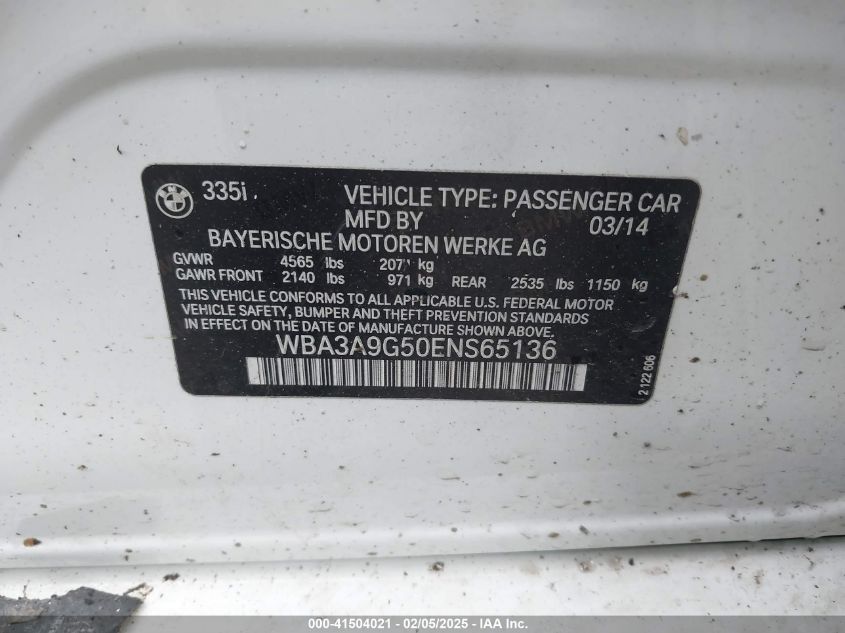 335i VEHICLE TYPE: PASSENGER CAR
MFD BY 03/14
BAYERISCHE MOTOREN WERKE AG
GVWR 4565 lbs 2071 kg
GAWR FRONT 2140 lbs 971 kg REAR 2535 lbs 1150 kg
THIS VEHICLE CONFORMS TO ALL APPLICABLE U.S. FEDERAL MOTOR
VEHICLE SAFETY, BUMPER AND THEFT PREVENTION STANDARDS
IN EFFECT ON THE DATE OF MANUFACTURE SHOWN ABOVE.
WBA3A9G50ENS65136
2 122 606
000-41504021 - 02/05/2025 - IAA Inc.